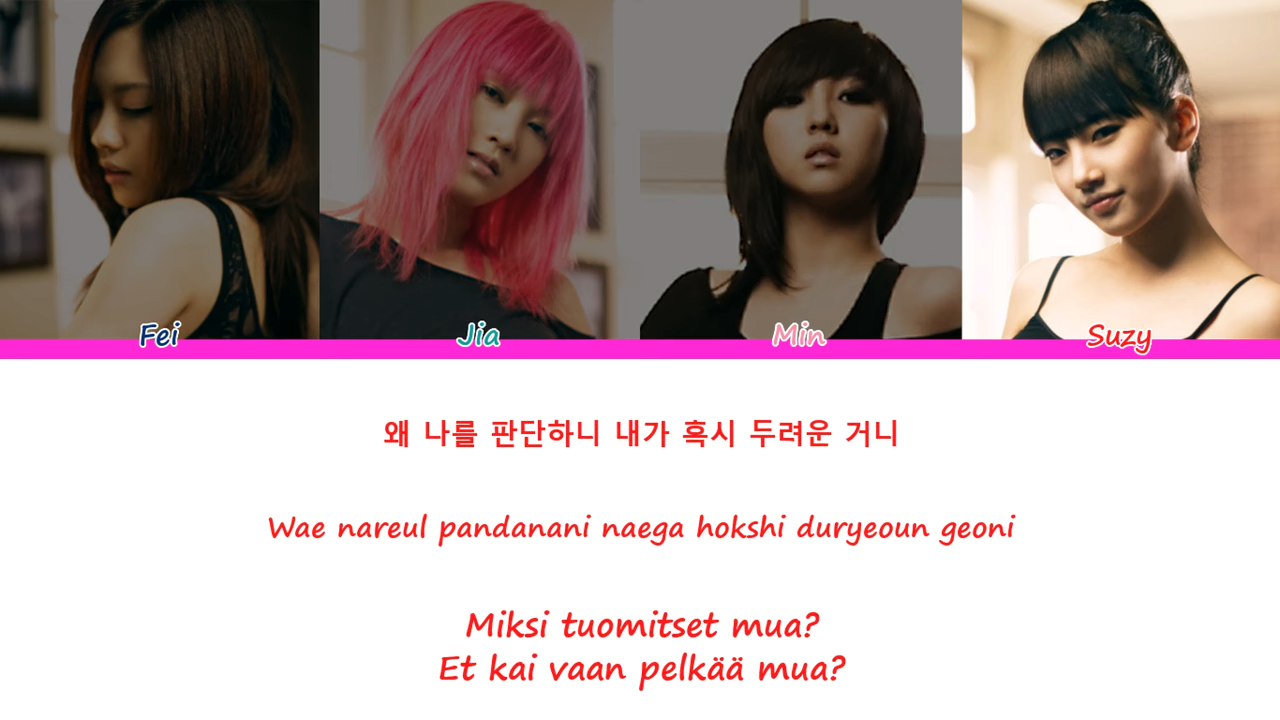 Fei
Jia
Min
Suzy
왜 나를 판단하니 내가 혹시 두려운 거니
Wae nareul pandanani naega hokshi duryeoun geoni
Miksi tuomitset mua?
Et kai vaan pelkää mua?